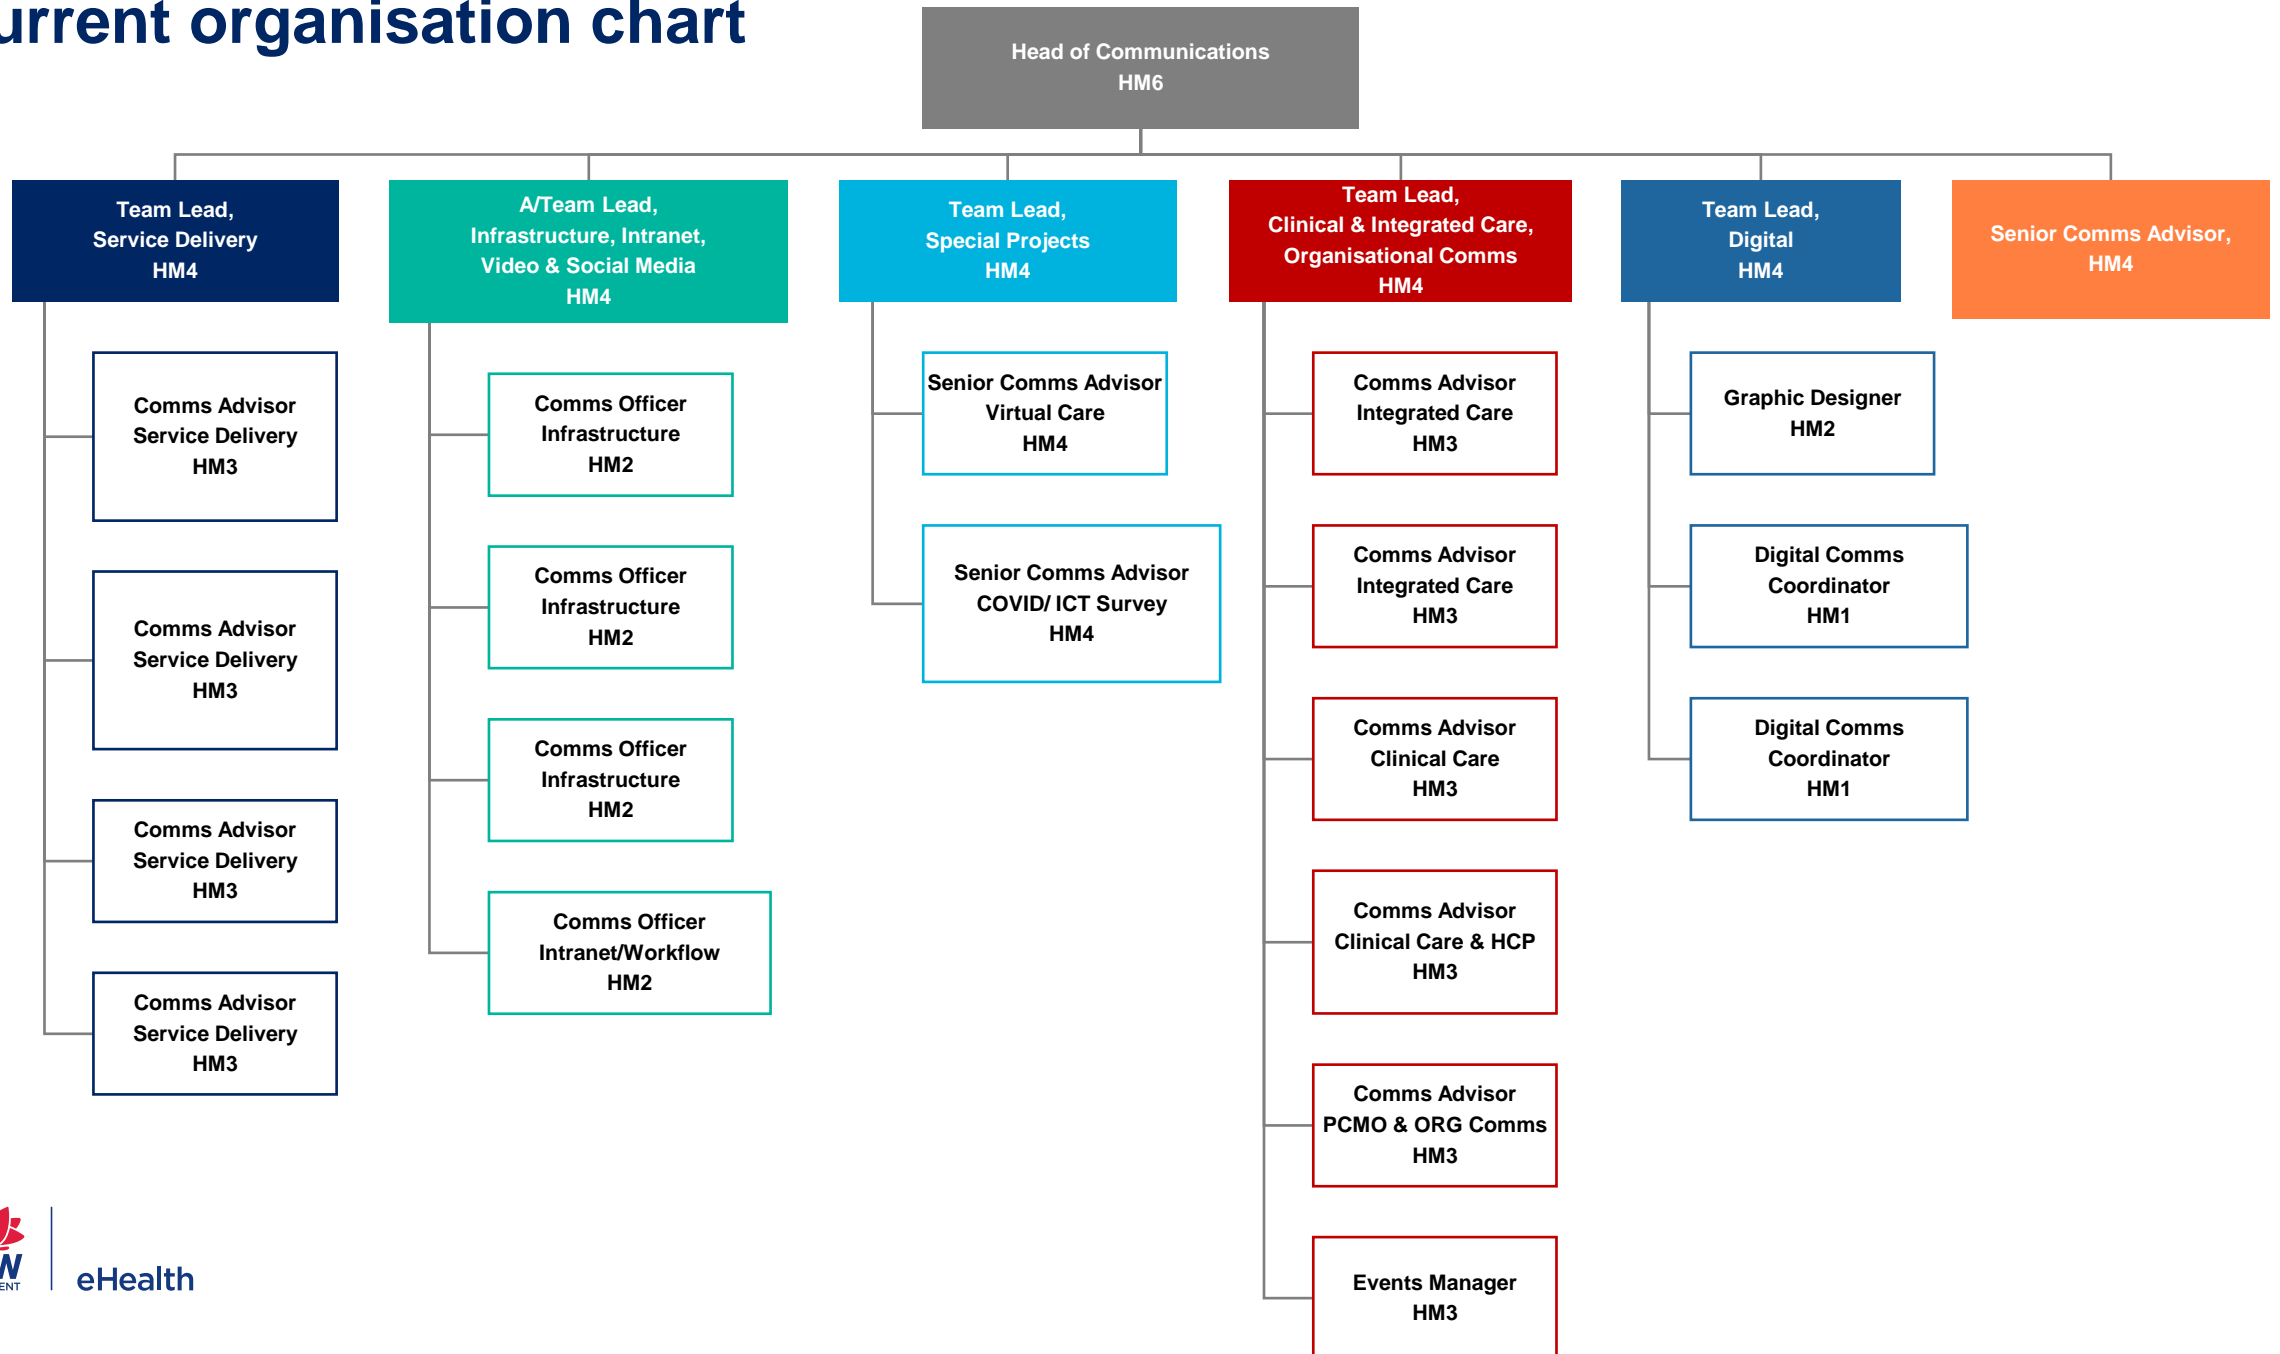 urrent organisation chart
Head of Communications
HM6
Team Lead,
Service Delivery
HM4
A/Team Lead,
Infrastructure, Intranet,
Video & Social Media
HM4
Team Lead,
Special Projects
HM4
Team Lead,
Clinical & Integrated Care,
Organisational Comms
HM4
Team Lead,
Digital
HM4
Senior Comms Advisor,
HM4
Comms Advisor
Service Delivery
HM3
Comms Advisor
Service Delivery
HM3
Comms Advisor
Service Delivery
HM3
Comms Advisor
Service Delivery
HM3
Comms Officer
Infrastructure
HM2
Comms Officer
Infrastructure
HM2
Comms Officer
Infrastructure
HM2
Comms Officer
Intranet/Workflow
HM2
Senior Comms Advisor
Virtual Care
HM4
Senior Comms Advisor
COVID/ ICT Survey
HM4
Comms Advisor
Integrated Care
HM3
Comms Advisor
Integrated Care
HM3
Comms Advisor
Clinical Care
HM3
Comms Advisor
Clinical Care & HCP
HM3
Comms Advisor
PCMO & ORG Comms
HM3
Events Manager
HM3
Graphic Designer
HM2
Digital Comms
Coordinator
HM1
Digital Comms
Coordinator
HM1
W
ENT
eHealth